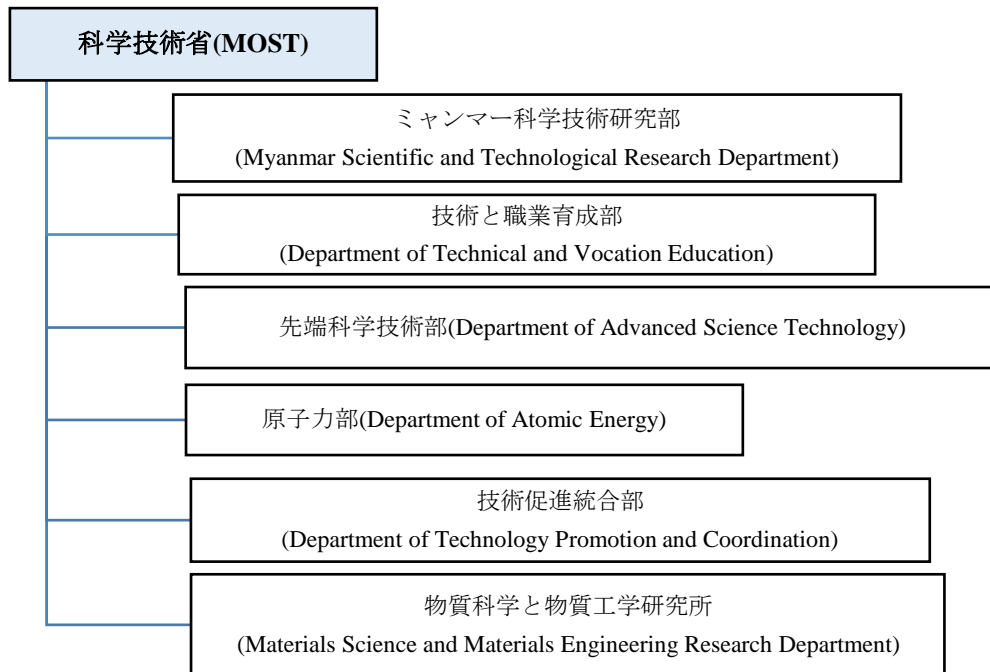 科学技術省(MOST)
ミャンマー科学技術研究部
(Myanmar Scientific and Technological Research Department)
技術と職業育成部
(Department of Technical and Vocation Education)
先端科学技術部(Department of Advanced Science Technology)
原子力部(Department of Atomic Energy)
技術促進統合部
(Department of Technology Promotion and Coordination)
物質科学と物質工学研究所
(Materials Science and Materials Engineering Research Department)